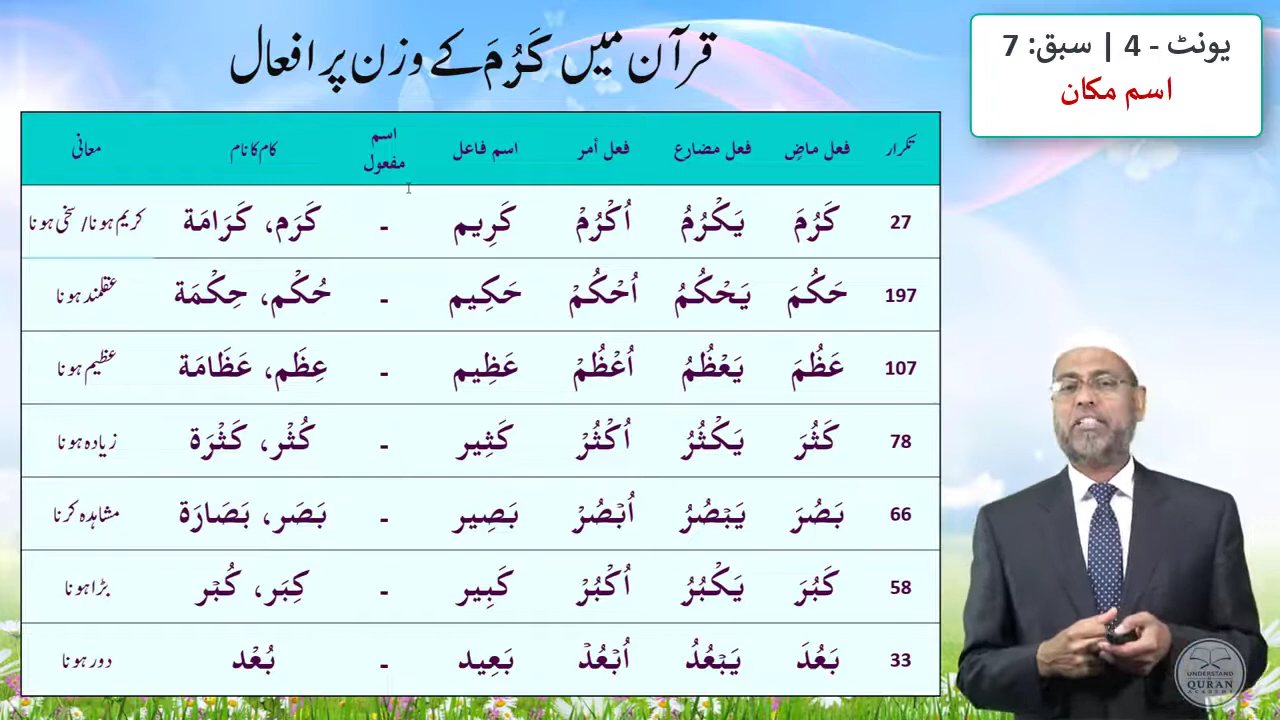 قرآن میں كَرُمَ کے وزن پر افعال
یونٹ - 4 | سبق: 7
اسم مکان
تکرار فعل ماضٍ فعل مضارع فعل أمر اسم فاعل اسم مفعول کام کا نام معانی
27 كَرُمَ يَكْرُمُ اُكْرُمْ كَرِيم ـ كَرَم، كَرَامَة کریم ہونا/ سخی ہونا
197 حَكُمَ يَحْكُمُ اُحْكُمْ حَكِيم ـ حُكْم، حِكْمَة عقلمند ہونا
107 عَظُمَ يَعْظُمُ اُعْظُمْ عَظِيم ـ عِظَم، عَظَامَة عظیم ہونا
78 كَثُرَ يَكْثُرُ اُكْثُرْ كَثِير ـ كُثْر، كَثْرَة زیادہ ہونا
66 بَصُرَ يَبْصُرُ اُبْصُرْ بَصِير ـ بَصَر، بَصَارَة مشاہدہ کرنا
58 كَبُرَ يَكْبُرُ اُكْبُرْ كَبِير ـ كِبَر، كُبْر بڑا ہونا
33 بَعُدَ يَبْعُدُ اُبْعُدْ بَعِيد ـ بُعْد دور ہونا
UNDERSTAND
QURAN
ACADEMY